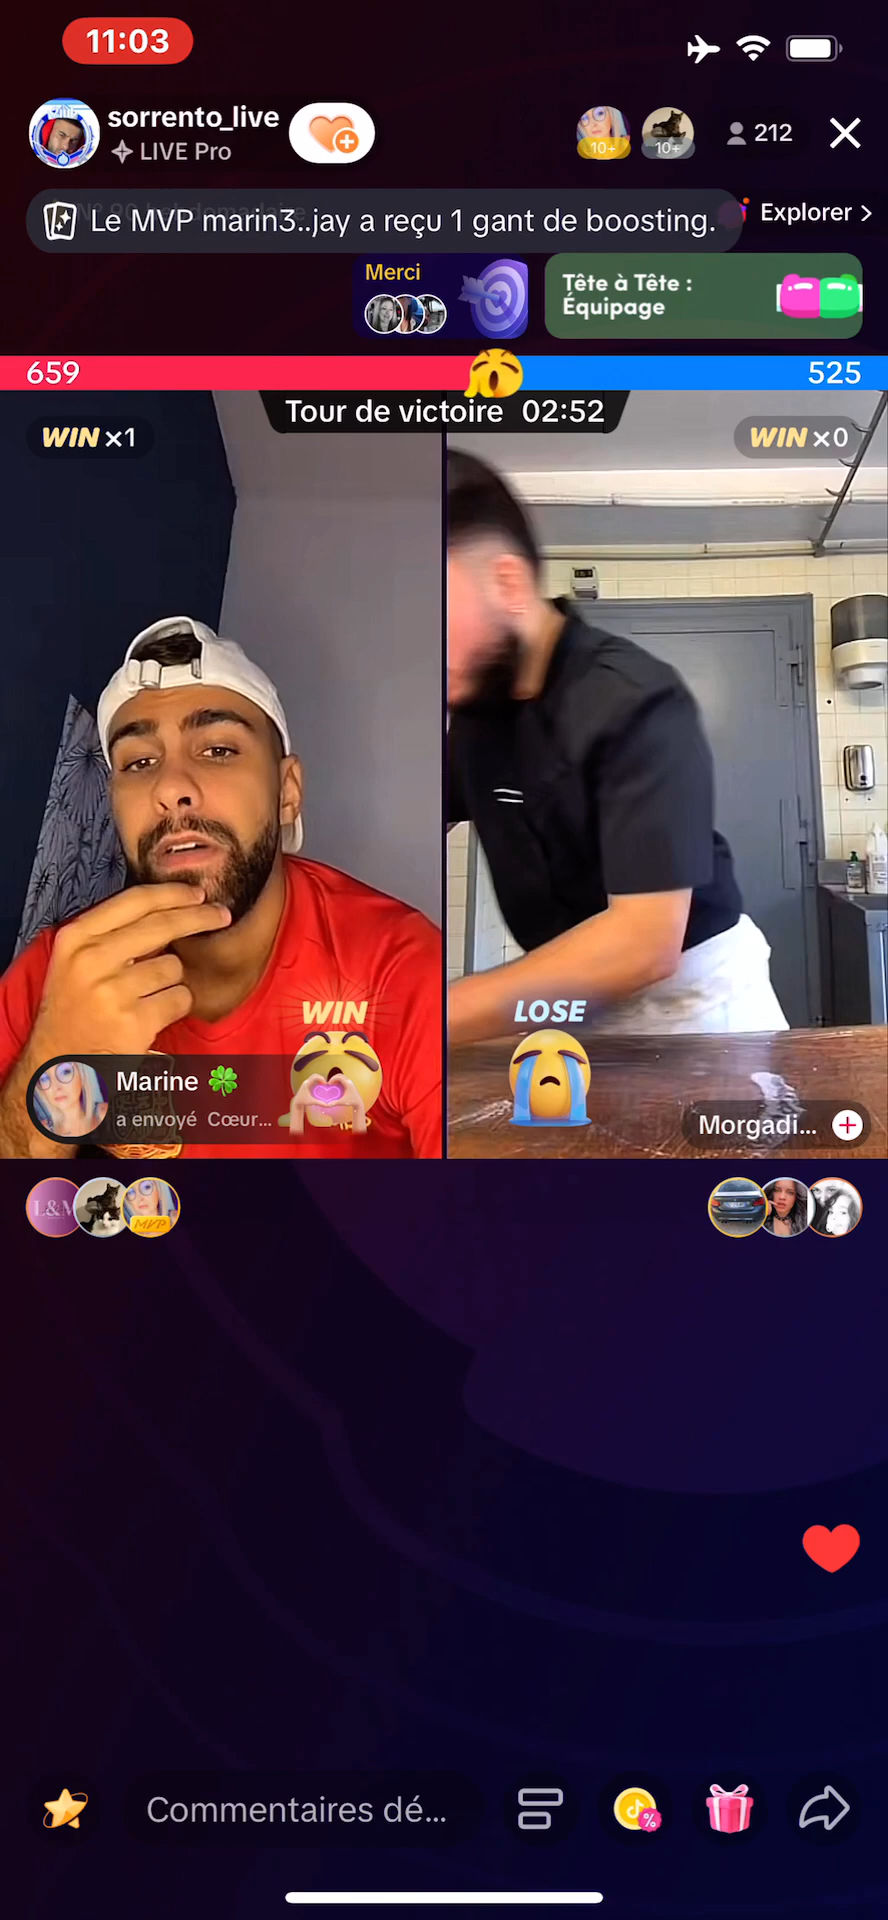 11:03
sorrento_live
LIVE Pro
10+
10+
212
Le MVP marin3..jay a reçu 1 gant de boosting.
Explorer >
Merci
Tête à Tête :
Équipage
659
525
Tour de victoire 02:52
WIN x1
WIN x0
WIN
LOSE
Marine
a envoyé Cœur...
Morgadi...
L&M
MVP
Commentaires dé...